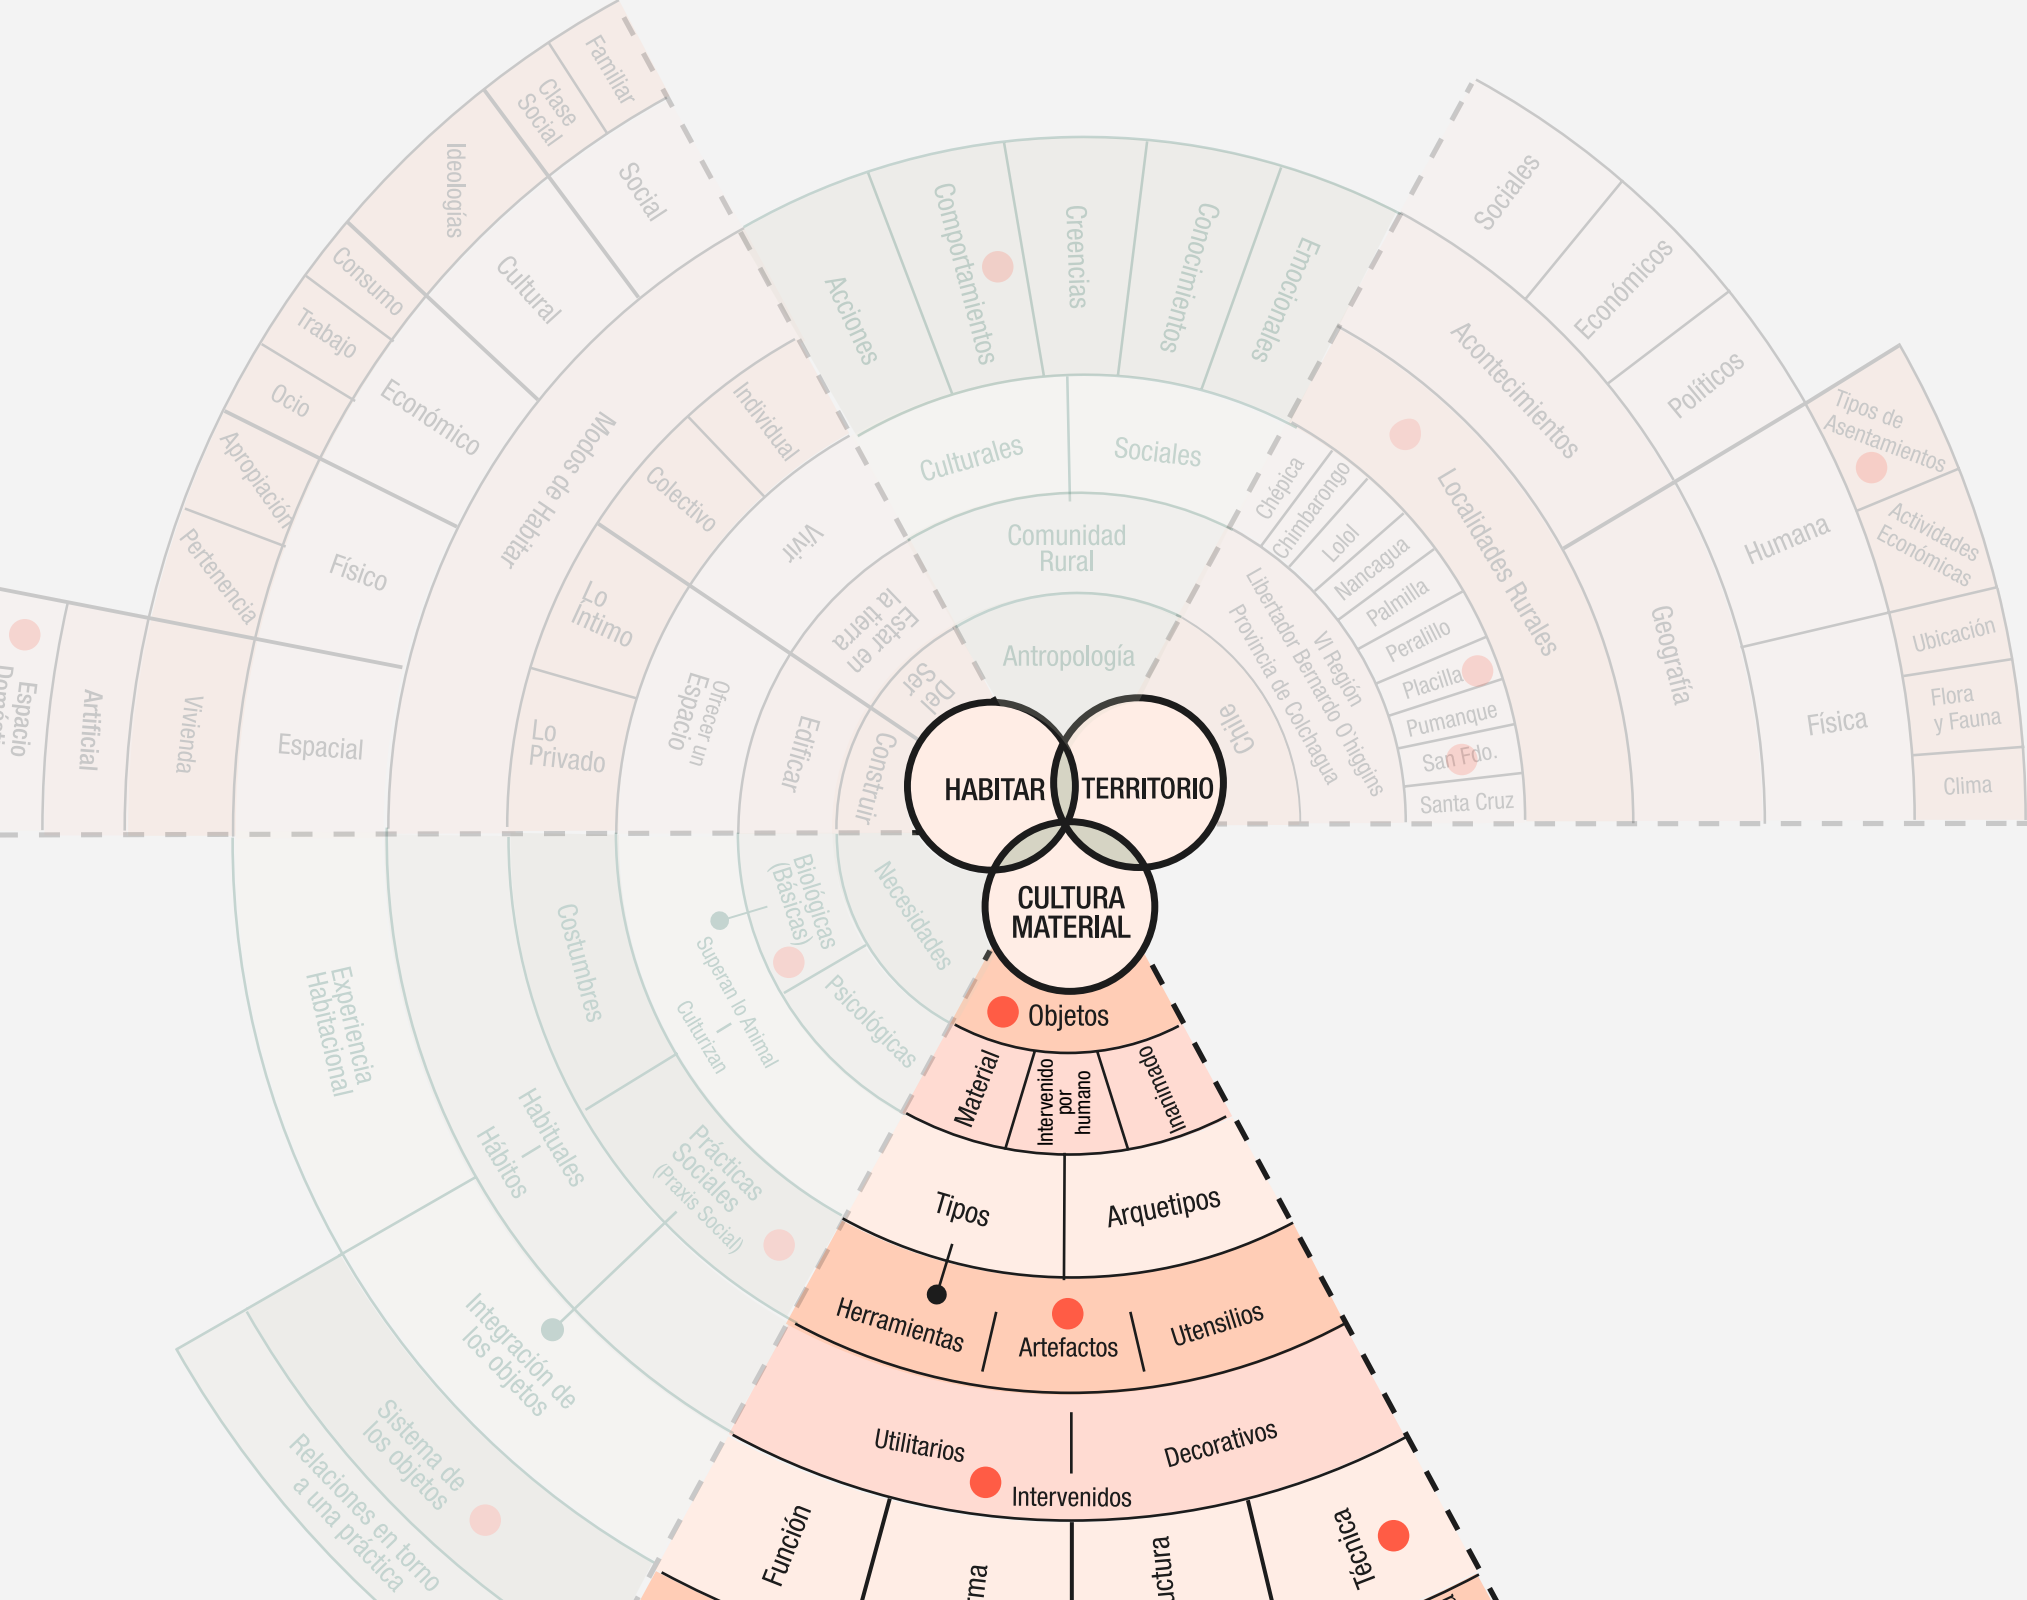 Familiar
Clase
Social
Ideologías
Social
Cultural
Consumo
Trabajo
Ocio
Económico
Apropiación
Pertenencia
Físico
Modos de Habitar
Individual
Colectivo
Vivir
Lo
Íntimo
Lo
Privado
Ofrecer un
Espacio
Estar en
la tierra
Edificar
Del
Ser
Construir
Espacial
Vivienda
Artificial
Espacio
Acciones
Comportamientos
Creencias
Conocimientos
Emocionales
Culturales
Sociales
Comunidad
Rural
Antropología
Sociales
Económicos
Políticos
Acontecimientos
Localidades Rurales
Geografía
Humana
Física
Tipos de
Asentamientos
Actividades
Económicas
Ubicación
Flora
y Fauna
Clima
Chépica
Chimbarongo
Lolol
Nancagua
Palmilla
Peralillo
Placilla
Pumanque
San Fdo.
Santa Cruz
VI Región
Libertador Bernardo O'higgins
Provincia de Colchagua
Chile
HABITAR
TERRITORIO
CULTURA
MATERIAL
Necesidades
Biológicas
(Básicas)
Psicológicas
Superan lo Animal
Culturizan
Costumbres
Prácticas
Sociales
(Praxis Social)
Habituales
Hábitos
Experiencia
Habitacional
Integración de
los objetos
Sistema de
los objetos
Relaciones en torno
a una práctica
Objetos
Material
Intervenido
por
humano
Inanimado
Tipos
Arquetipos
Herramientas
Artefactos
Utensilios
Utilitarios
Decorativos
Intervenidos
Función
Técnica